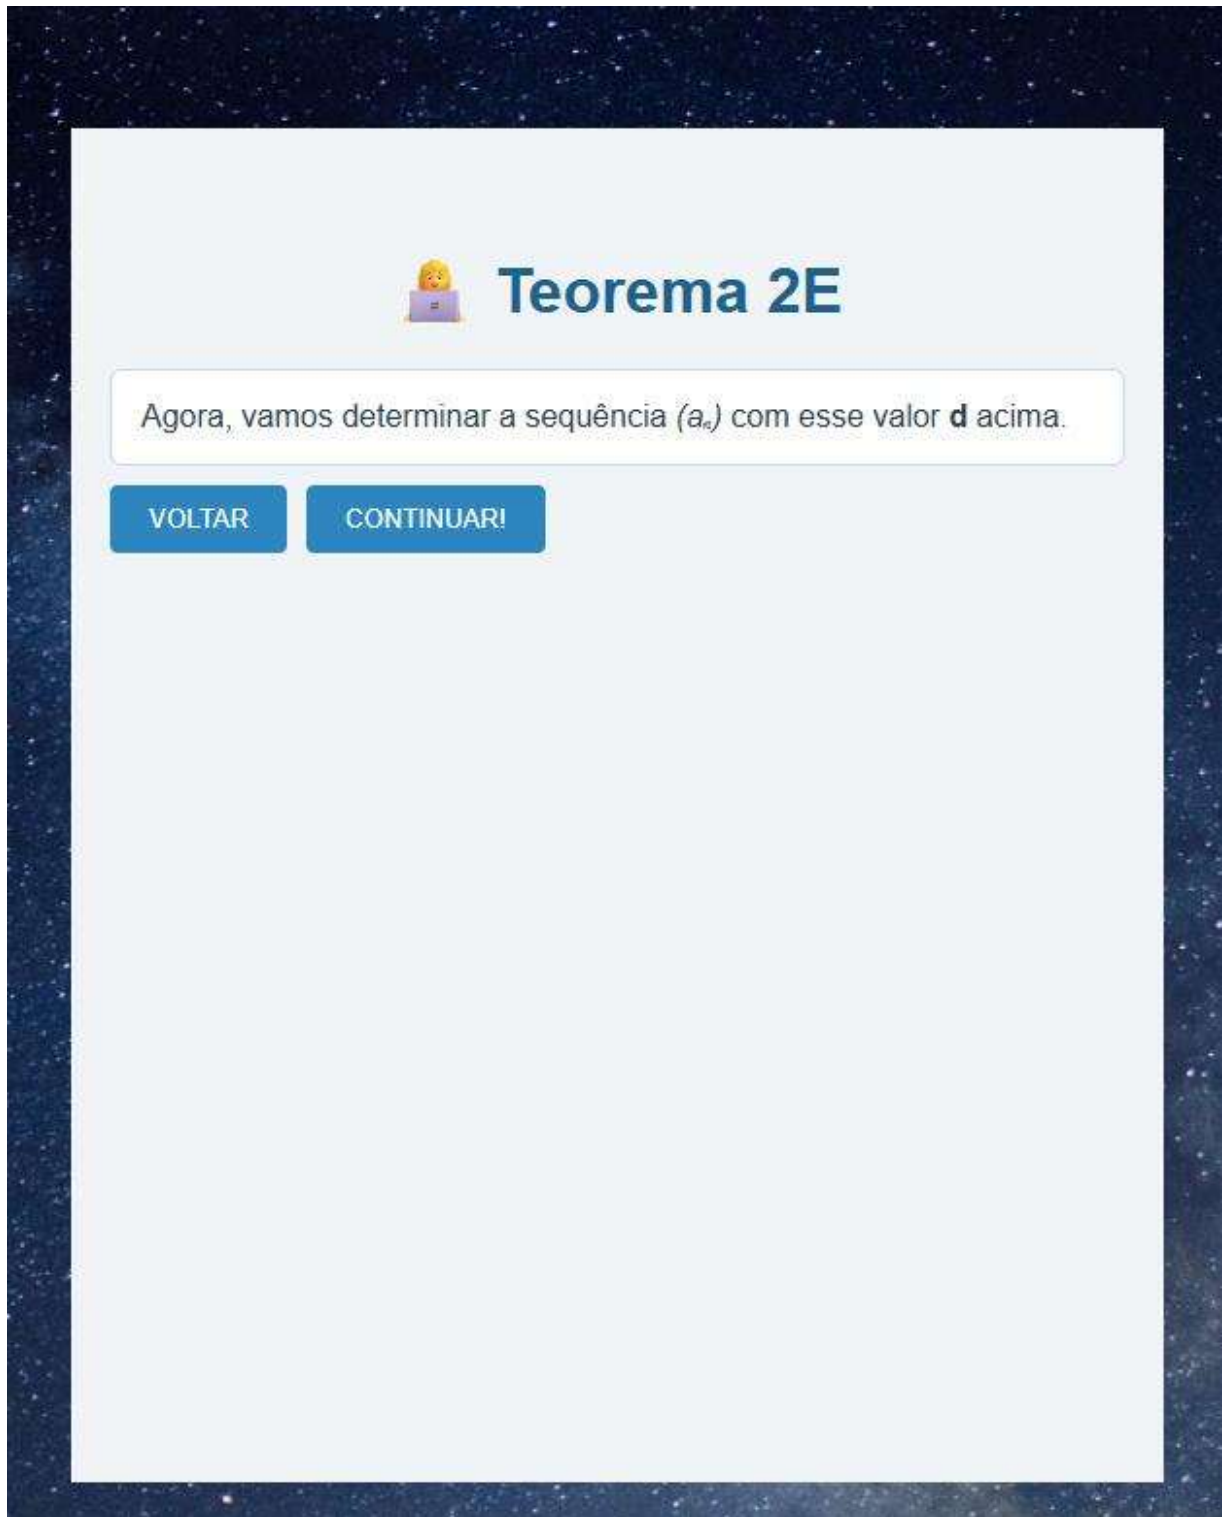 Teorema 2E
Agora, vamos determinar a sequência (aₙ) com esse valor d acima.
VOLTAR CONTINUAR!